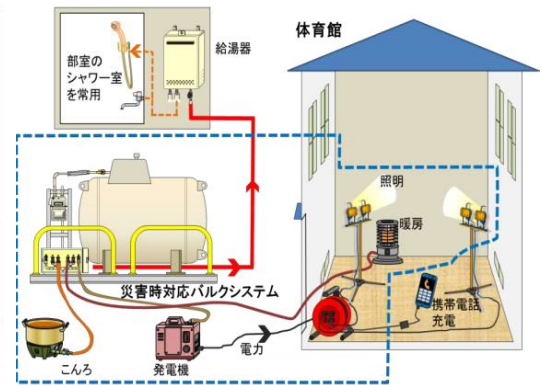 部室の
シャワー室
を常用
給湯器
体育館
照明
暖房
災害時対応バルクシステム
携帯電話
充電
こんろ
発電機
電力